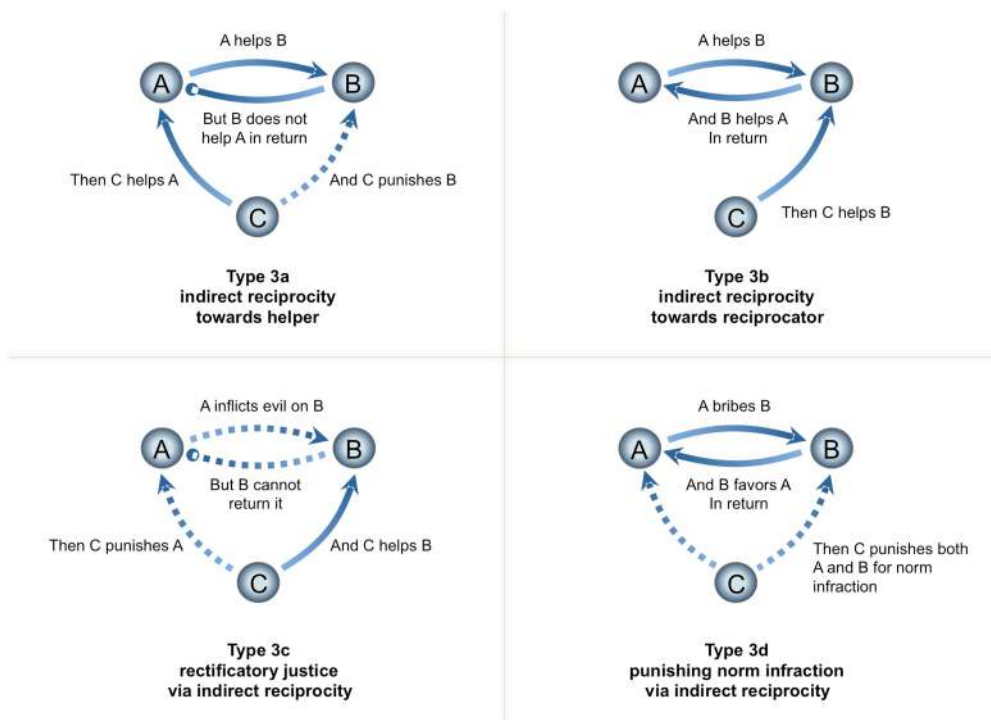 A helps B
A
B
But B does not
help A in return
Then C helps A
And C punishes B
C
Type 3a
indirect reciprocity
towards helper
A helps B
A
B
And B helps A
In return
C
Then C helps B
Type 3b
indirect reciprocity
towards reciprocator
A inflicts evil on B
A
B
But B cannot
return it
Then C punishes A
And C helps B
C
Type 3c
rectificatory justice
via indirect reciprocity
A bribes B
A
B
And B favors A
In return
Then C punishes both
A and B for norm
infraction
C
Type 3d
punishing norm infraction
via indirect reciprocity